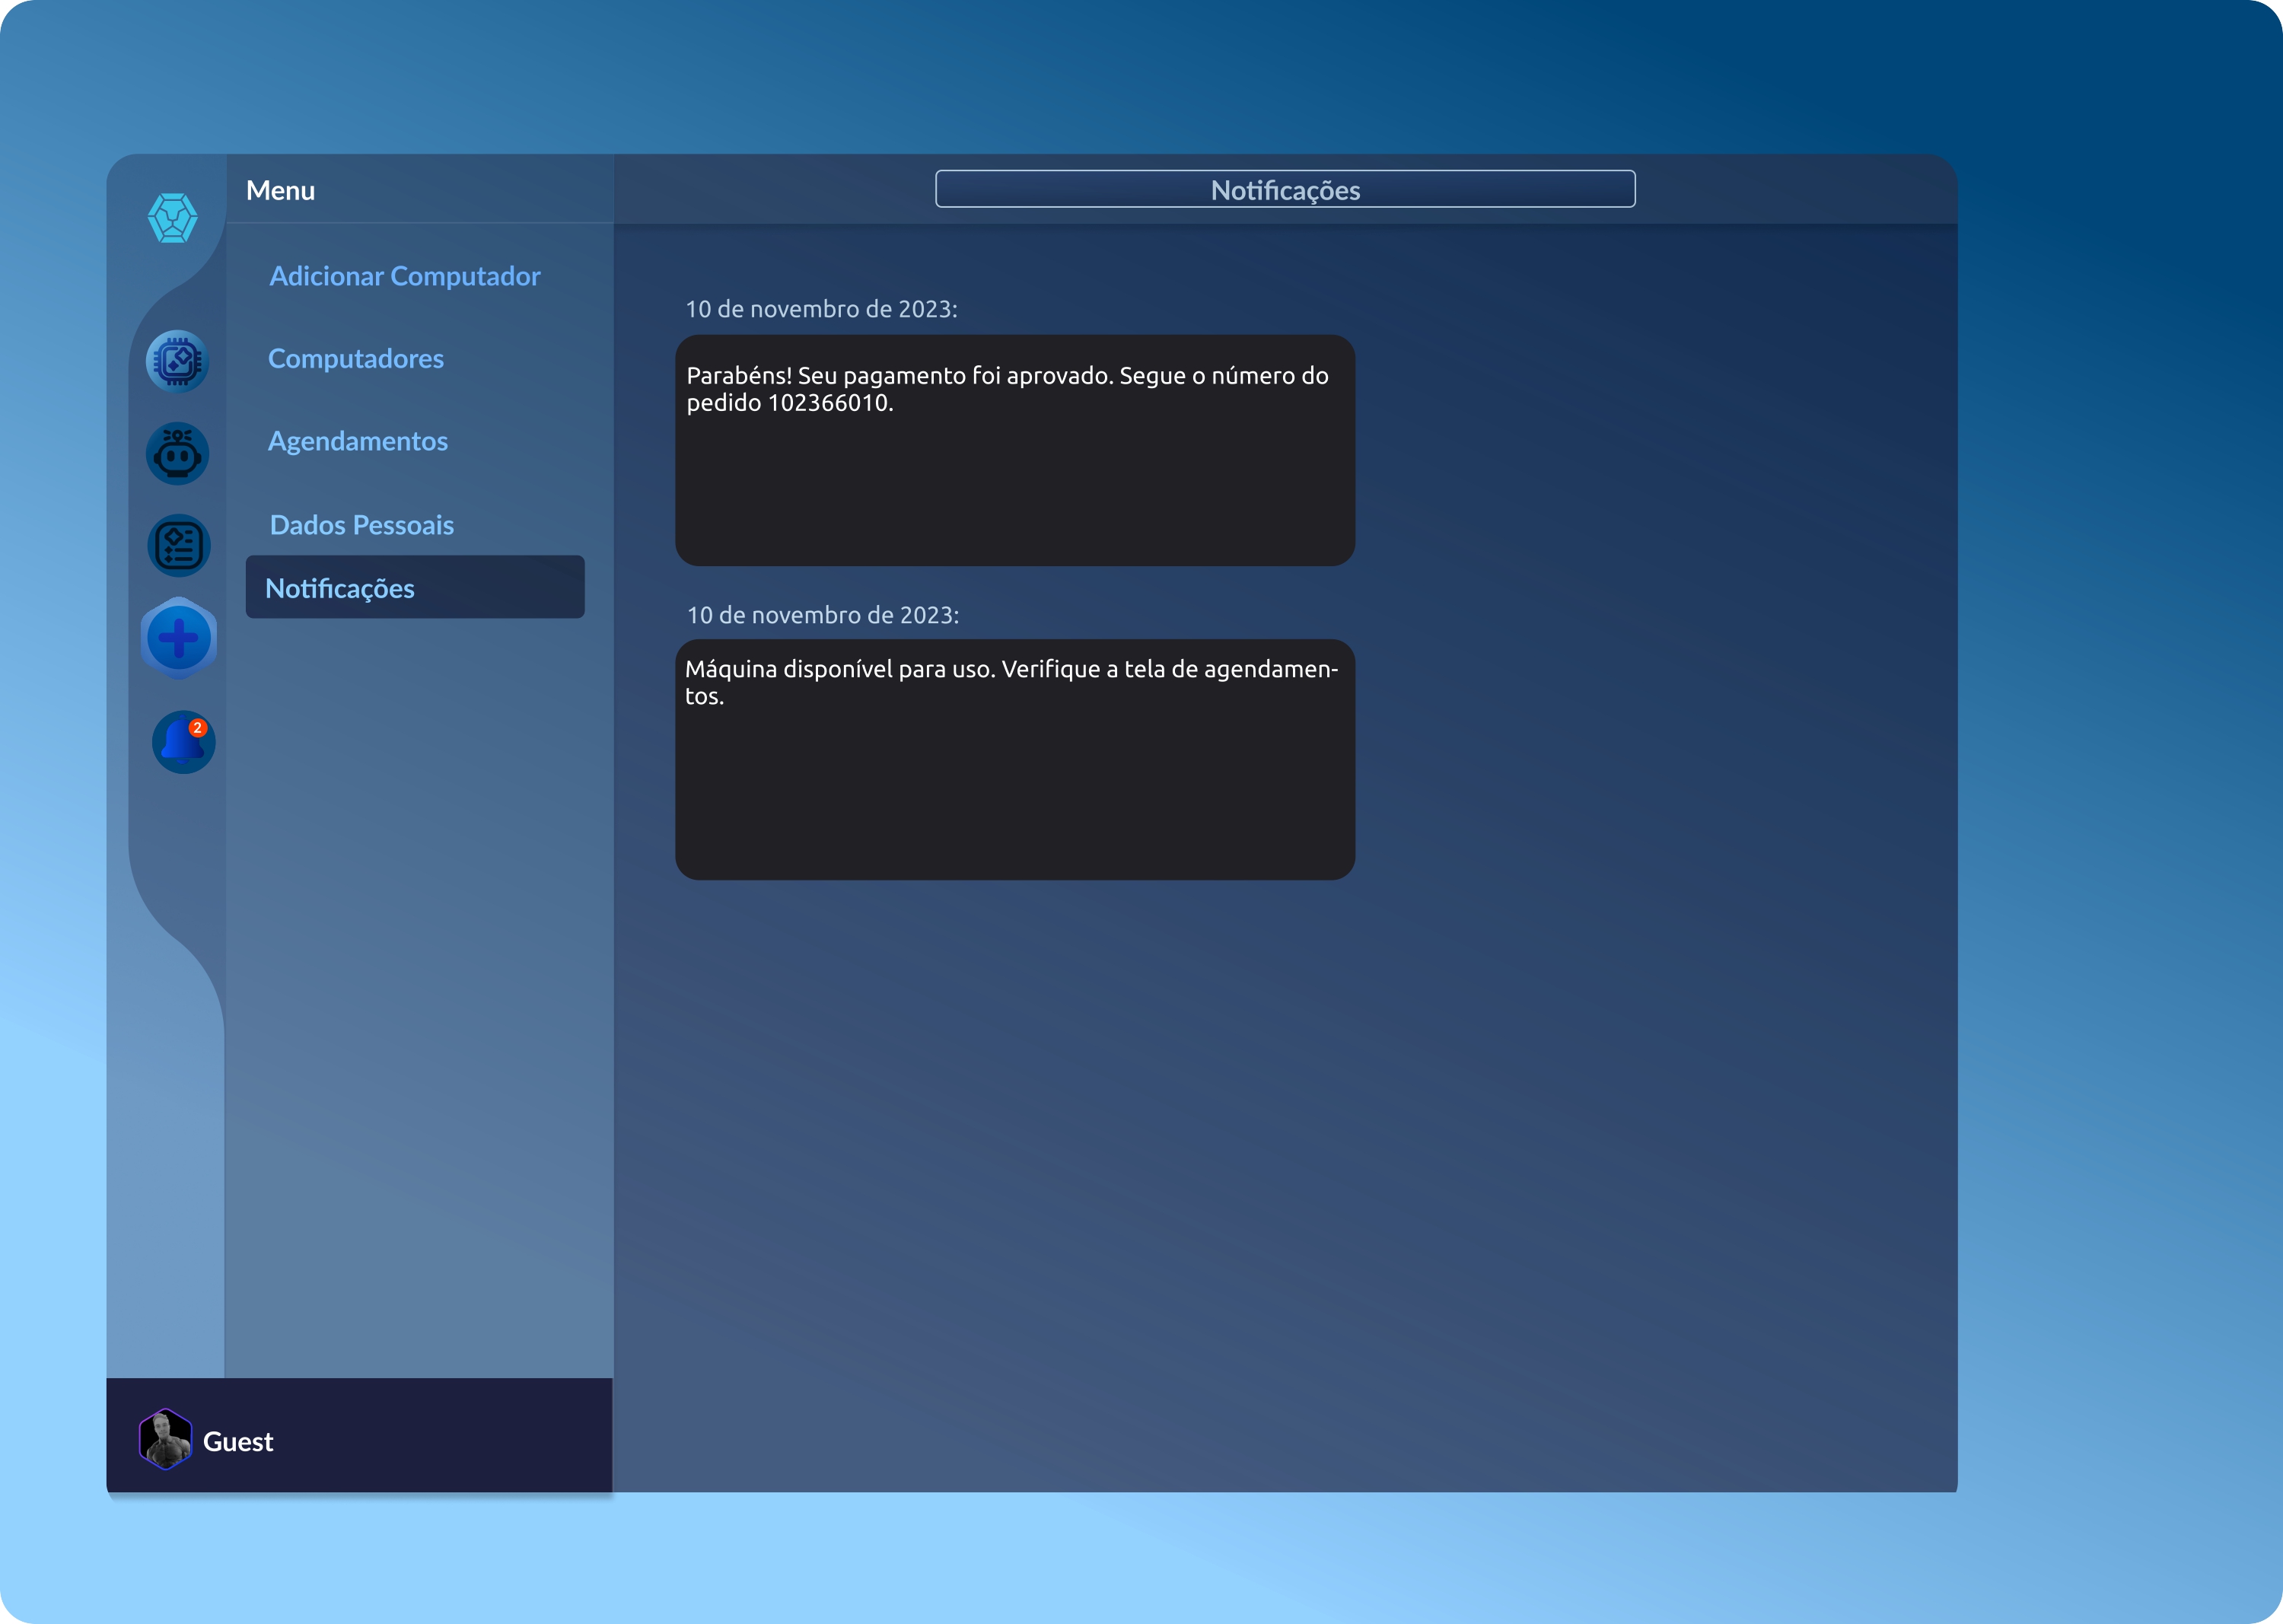 Menu
Notificações
Adicionar Computador
Computadores
Agendamentos
Dados Pessoais
Notificações
2
10 de novembro de 2023:
Parabéns! Seu pagamento foi aprovado. Segue o número do
pedido 102366010.
10 de novembro de 2023:
Máquina disponível para uso. Verifique a tela de agendamen-
tos.
Guest